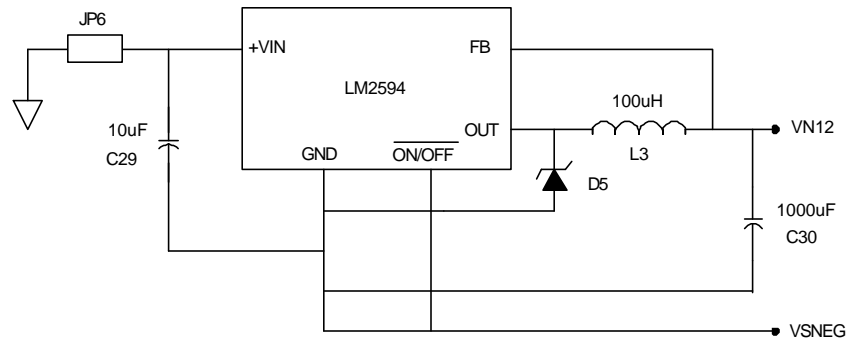 JP6
+VIN
FB
LM2594
100uH
10uF
OUT
VN12
C29
GND
ON/OFF
L3
D5
1000uF
C30
VSNEG